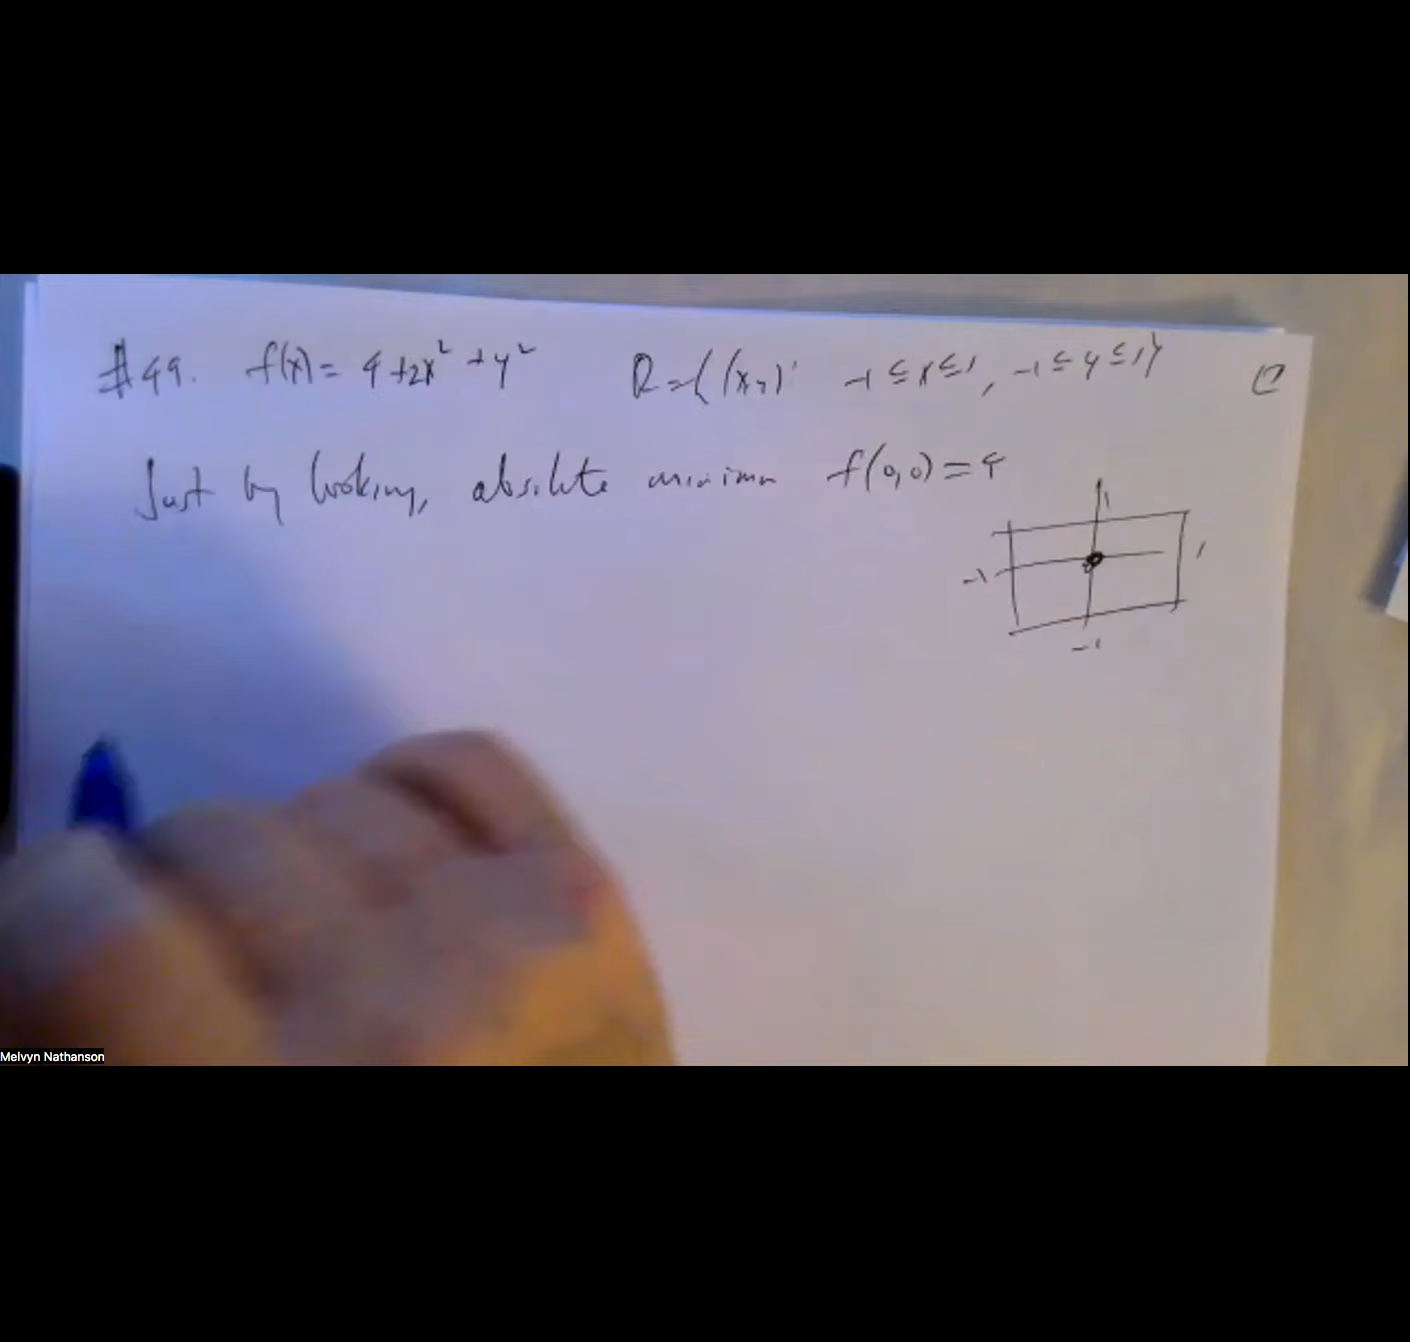 #49. f(x) = 4+2x² +y² R={(x,y): -1≤x≤1, -1≤y≤1}
Just by looking, absolute minimum f(0,0)=4
1
-1 1
-1
Melvyn Nathanson